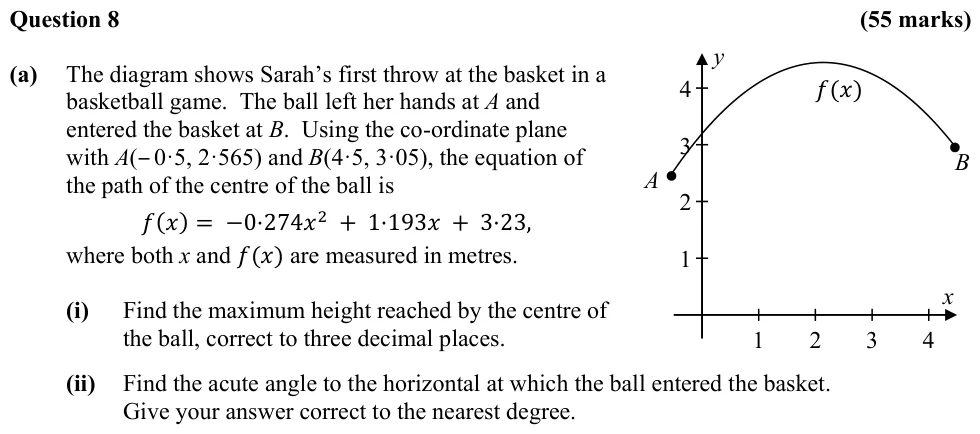 Question 8 (55 marks)
(a) The diagram shows Sarah’s first throw at the basket in a
basketball game. The ball left her hands at A and
entered the basket at B. Using the co-ordinate plane
with A(−0·5, 2·565) and B(4·5, 3·05), the equation of
the path of the centre of the ball is
f(x) = −0·274x² + 1·193x + 3·23,
where both x and f(x) are measured in metres.
(i) Find the maximum height reached by the centre of
the ball, correct to three decimal places.
(ii) Find the acute angle to the horizontal at which the ball entered the basket.
Give your answer correct to the nearest degree.
y
4
f(x)
3
B
A
2
1
x
1 2 3 4